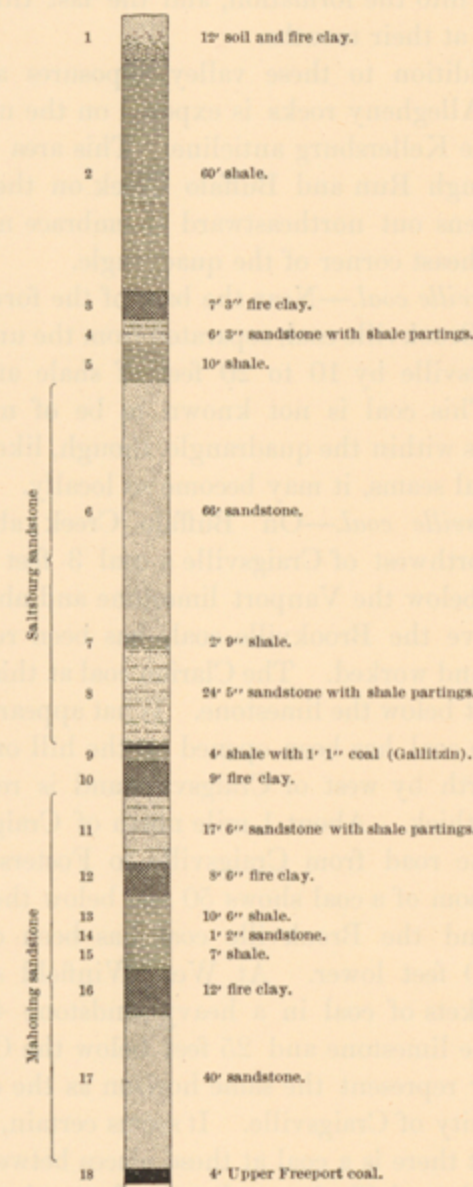 1 12' soil and fire clay.
2 60' shale.
3 7' 3'' fire clay.
4 6' 3'' sandstone with shale partings.
5 10' shale.
Saltsburg sandstone
6 66' sandstone.
7 2' 9'' shale.
8 24' 5'' sandstone with shale partings.
9 4' shale with 1' 1'' coal (Gallitzin).
10 9' fire clay.
Mahoning sandstone
11 17' 6'' sandstone with shale partings
12 8' 6'' fire clay.
13 10' 6'' shale.
14 1' 2'' sandstone.
15 7' shale.
16 12' fire clay.
17 40' sandstone.
18 4' Upper Freeport coal.